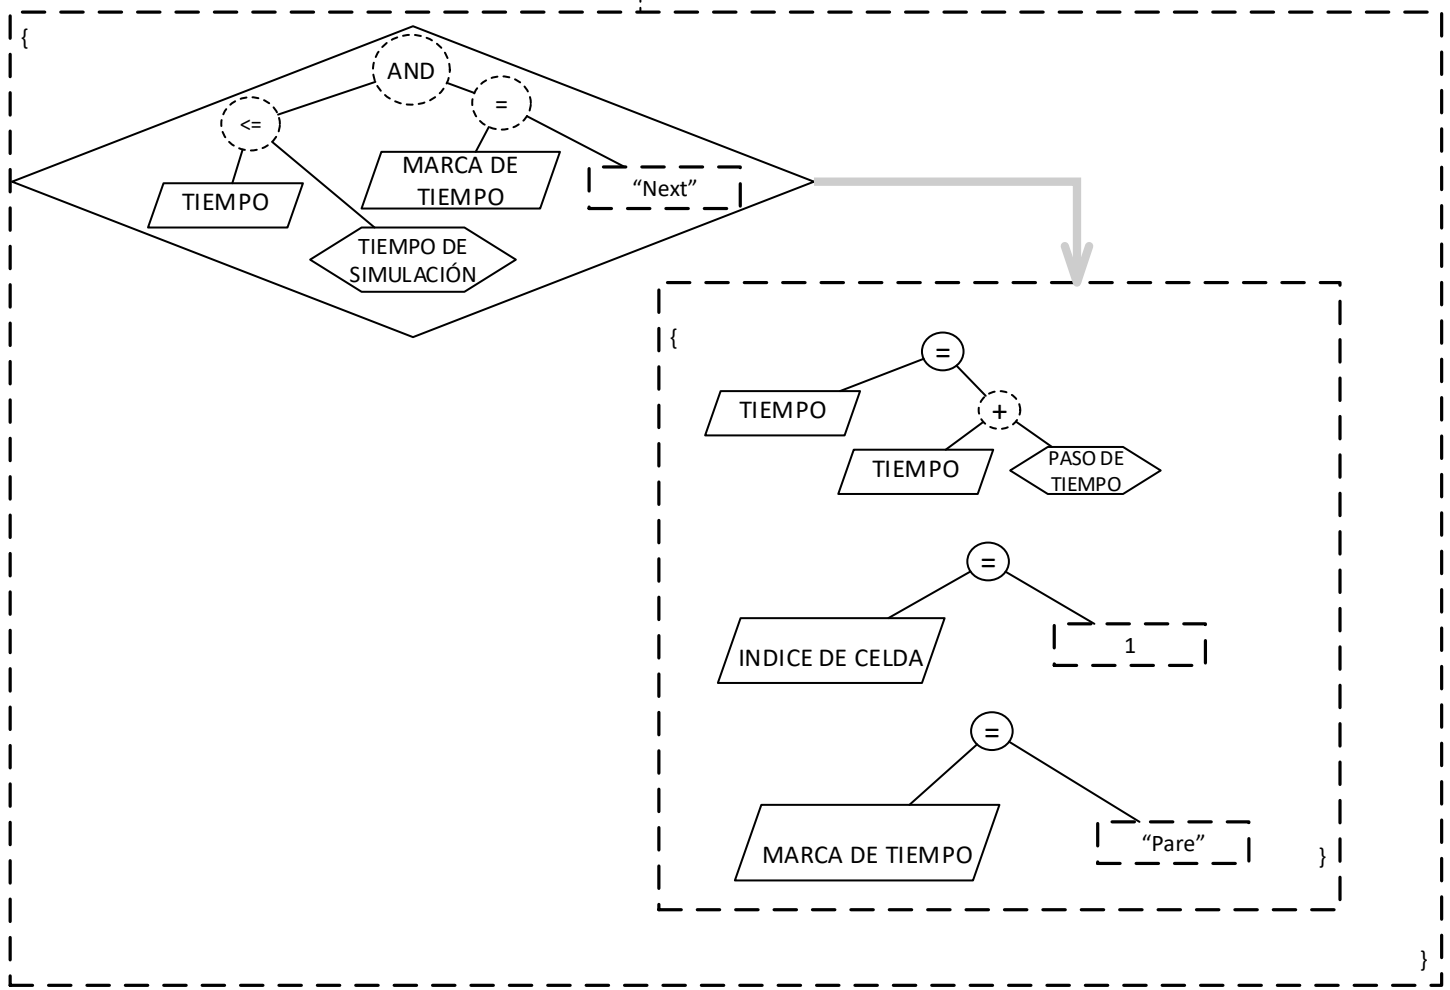 {
AND
=
<=
MARCA DE
TIEMPO
“Next”
TIEMPO
TIEMPO DE
SIMULACIÓN
{
=
TIEMPO
+
TIEMPO
PASO DE
TIEMPO
=
INDICE DE CELDA
1
=
MARCA DE TIEMPO
“Pare”
}
}